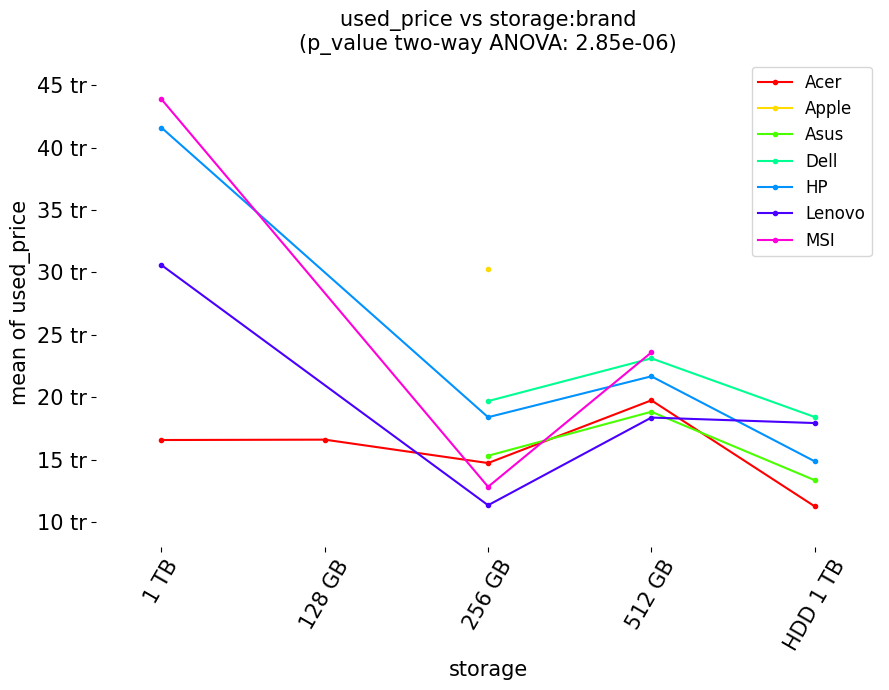 used_price vs storage:brand
(p_value two-way ANOVA: 2.85e-06)
45 tr
40 tr
35 tr
30 tr
25 tr
20 tr
15 tr
10 tr
mean of used_price
Acer
Apple
Asus
Dell
HP
Lenovo
MSI
1 TB
128 GB
256 GB
512 GB
HDD 1 TB
storage